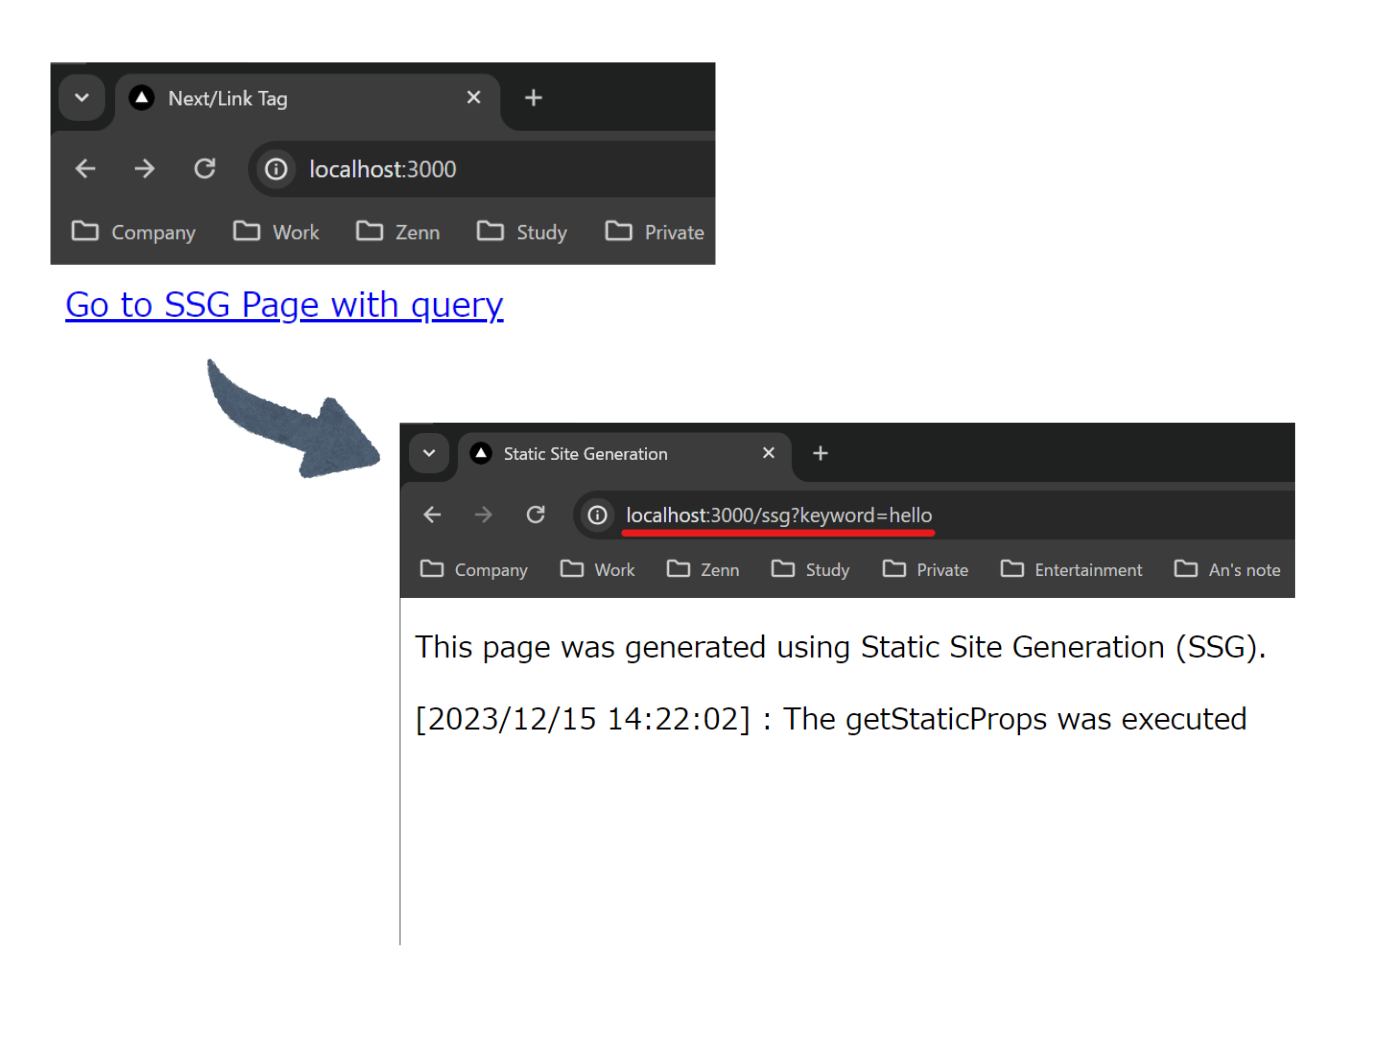 Next/Link Tag
localhost:3000
Company Work Zenn Study Private
Go to SSG Page with query
Static Site Generation
localhost:3000/ssg?keyword=hello
Company Work Zenn Study Private Entertainment An's note
This page was generated using Static Site Generation (SSG).
[2023/12/15 14:22:02] : The getStaticProps was executed